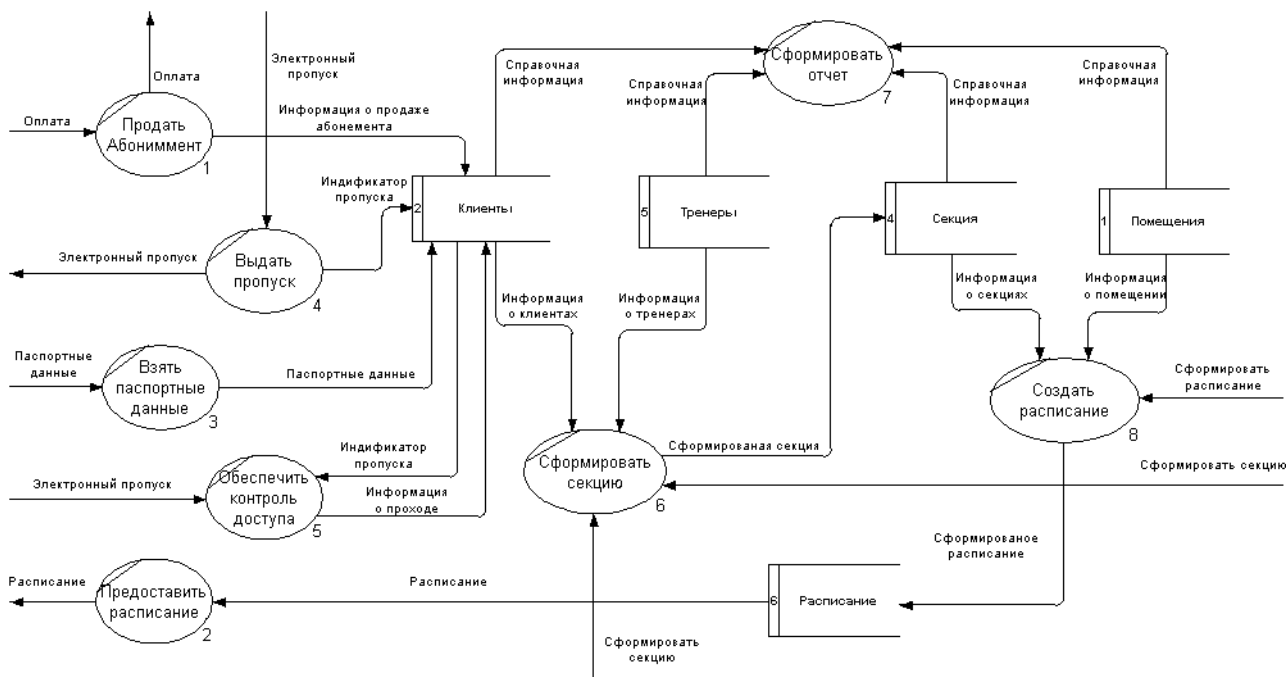 Оплата
Электронный
пропуск
Оплата
Продать
Абониммент
1
Информация о продаже
абонемента
Справочная
информация
Справочная
информация
Сформировать
отчет
7
Справочная
информация
Справочная
информация
Индификатор
пропуска
2
Клиенты
5
Тренеры
4
Секция
1
Помещения
Электронный пропуск
Выдать
пропуск
4
Информация
о клиентах
Информация
о тренерах
Информация
о секциях
Информация
о помещении
Паспортные
данные
Взять
паспортные
данные
3
Паспортные данные
Создать
расписание
8
Сформировать
расписание
Индификатор
пропуска
Электронный пропуск
Обеспечить
контроль
доступа
5
Информация
о проходе
Сформировать
секцию
6
Сформированая секция
Сформировать секцию
Сформированое
расписание
Расписание
Предоставить
расписание
2
Расписание
6
Расписание
Сформировать
секцию